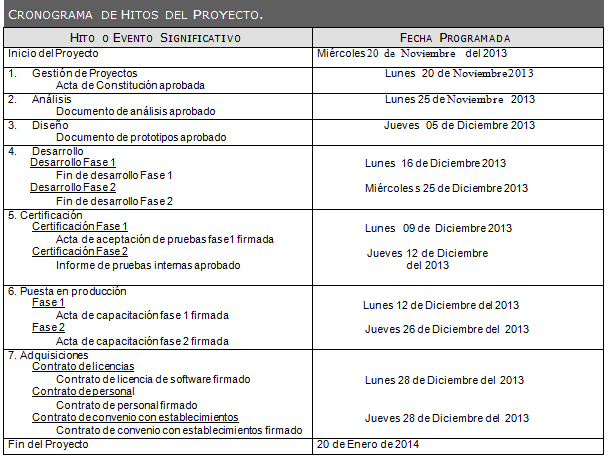 CRONOGRAMA DE HITOS DEL PROYECTO.
HITO O EVENTO SIGNIFICATIVO FECHA PROGRAMADA
Inicio del Proyecto Miércoles 20 de Noviembre del 2013
1. Gestión de Proyectos Lunes 20 de Noviembre 2013
Acta de Constitución aprobada
2. Análisis Lunes 25 de Noviembre 2013
Documento de análisis aprobado
3. Diseño Jueves 05 de Diciembre 2013
Documento de prototipos aprobado
4. Desarrollo
Desarrollo Fase 1 Lunes 16 de Diciembre 2013
Fin de desarrollo Fase 1
Desarrollo Fase 2 Miércoles s 25 de Diciembre 2013
Fin de desarrollo Fase 2
5. Certificación
Certificación Fase 1 Lunes 09 de Diciembre 2013
Acta de aceptación de pruebas fase1 firmada
Certificación Fase 2 Jueves 12 de Diciembre
Informe de pruebas internas aprobado del 2013
6. Puesta en producción
Fase 1 Lunes 12 de Diciembre del 2013
Acta de capacitación fase 1 firmada
Fase 2 Jueves 26 de Diciembre del 2013
Acta de capacitación fase 2 firmada
7. Adquisiciones
Contrato de licencias
Contrato de licencia de software firmado Lunes 28 de Diciembre del 2013
Contrato de personal
Contrato de personal firmado
Contrato de convenio con establecimientos Jueves 28 de Diciembre del 2013
Contrato de convenio con establecimientos firmado
Fin del Proyecto 20 de Enero de 2014